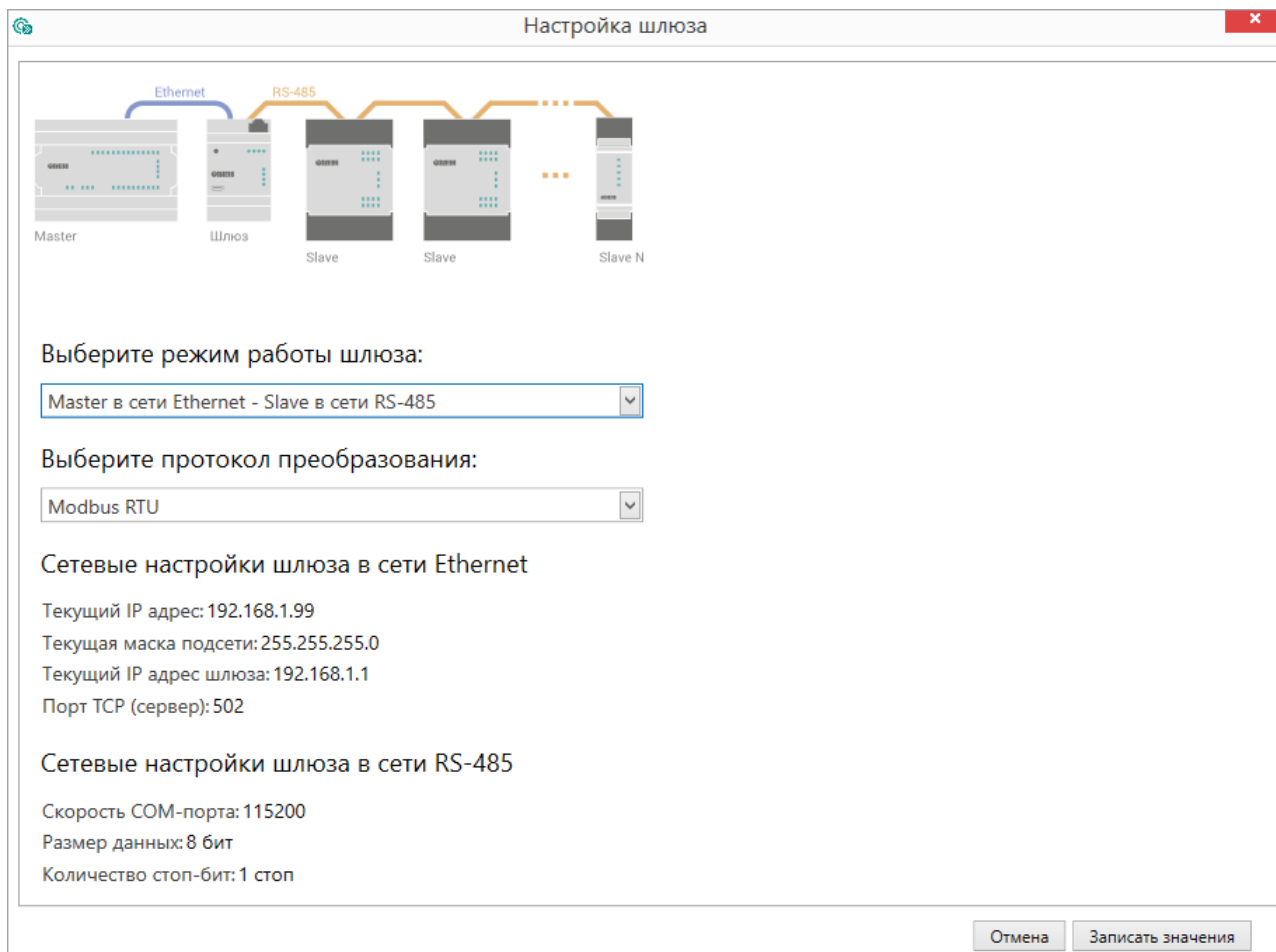 Настройка шлюза
Ethernet
RS-485
Master
Шлюз
Slave
Slave
Slave N
Выберите режим работы шлюза:
Master в сети Ethernet - Slave в сети RS-485
Выберите протокол преобразования:
Modbus RTU
Сетевые настройки шлюза в сети Ethernet
Текущий IP адрес: 192.168.1.99
Текущая маска подсети: 255.255.255.0
Текущий IP адрес шлюза: 192.168.1.1
Порт TCP (сервер): 502
Сетевые настройки шлюза в сети RS-485
Скорость COM-порта: 115200
Размер данных: 8 бит
Количество стоп-бит: 1 стоп
Отмена
Записать значения